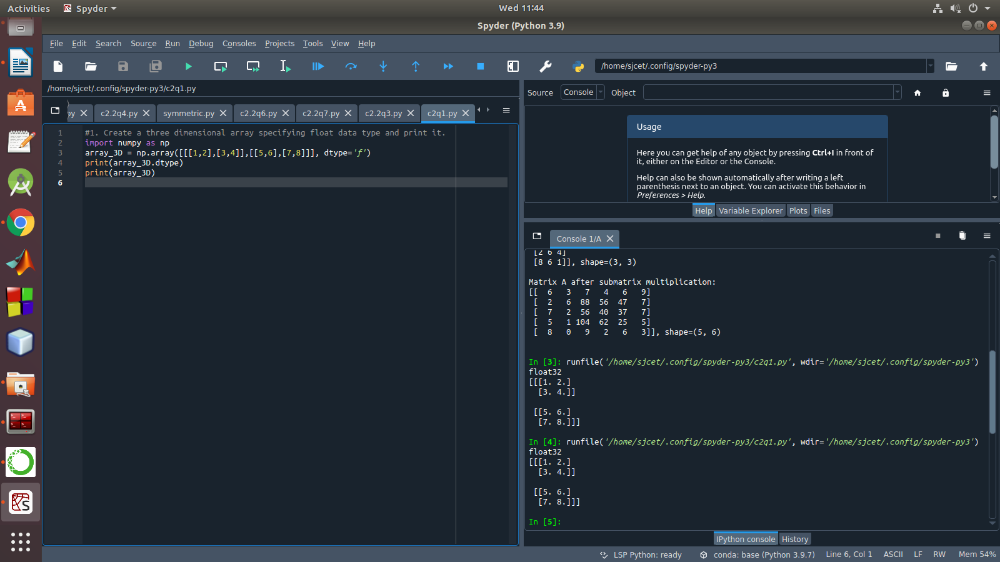 Activities Spyder Wed 11:44
Spyder (Python 3.9)
File Edit Search Source Run Debug Consoles Projects Tools View Help
/home/sjcet/.config/spyder-py3
/home/sjcet/.config/spyder-py3/c2q1.py
py c2.2q4.py symmetric.py c2.2q6.py c2.2q7.py c2.2q3.py c2q1.py
1 #1. Create a three dimensional array specifying float data type and print it.
2 import numpy as np
3 array_3D = np.array([[[1,2],[3,4]],[[5,6],[7,8]]], dtype='f')
4 print(array_3D.dtype)
5 print(array_3D)
6
Source Console Object
Usage
Here you can get help of any object by pressing Ctrl+I in front of
it, either on the Editor or the Console.
Help can also be shown automatically after writing a left
parenthesis next to an object. You can activate this behavior in
Preferences > Help.
Help Variable Explorer Plots Files
Console 1/A
[2 6 4]
[8 6 1]], shape=(3, 3)
Matrix A after submatrix multiplication:
[[  6   3   7   4   6   9]
[  2   6  88  56  47   7]
[  7   2  56  40  37   7]
[  5   1 104  62  25   5]
[  8   0   9   2   6   3]], shape=(5, 6)
In [3]: runfile('/home/sjcet/.config/spyder-py3/c2q1.py', wdir='/home/sjcet/.config/spyder-py3')
float32
[[[1. 2.]
[3. 4.]]
[[5. 6.]
[7. 8.]]]
In [4]: runfile('/home/sjcet/.config/spyder-py3/c2q1.py', wdir='/home/sjcet/.config/spyder-py3')
float32
[[[1. 2.]
[3. 4.]]
[[5. 6.]
[7. 8.]]]
In [5]:
IPython console History
LSP Python: ready conda: base (Python 3.9.7) Line 6, Col 1 ASCII LF RW Mem 54%